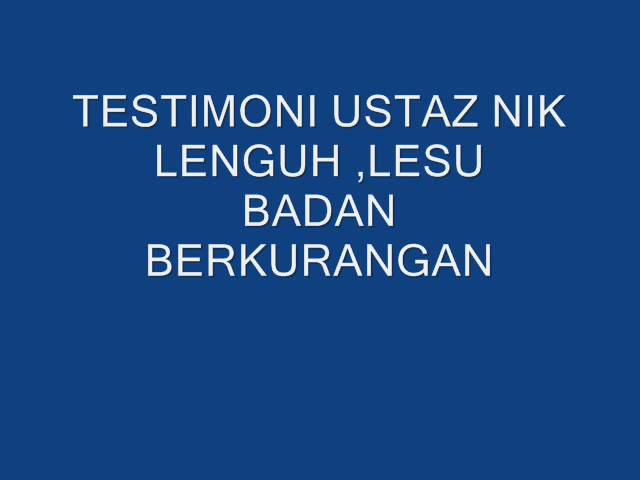 TESTIMONI USTAZ NIK
LENGUH ,LESU
BADAN
BERKURANGAN